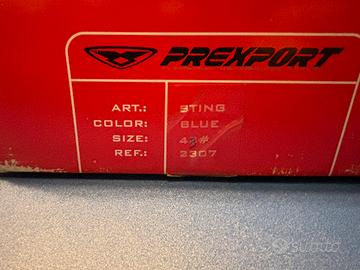 PREXPORT
ART.: STING
COLOR: BLUE
SIZE: 43#
REF.: 2307
subito